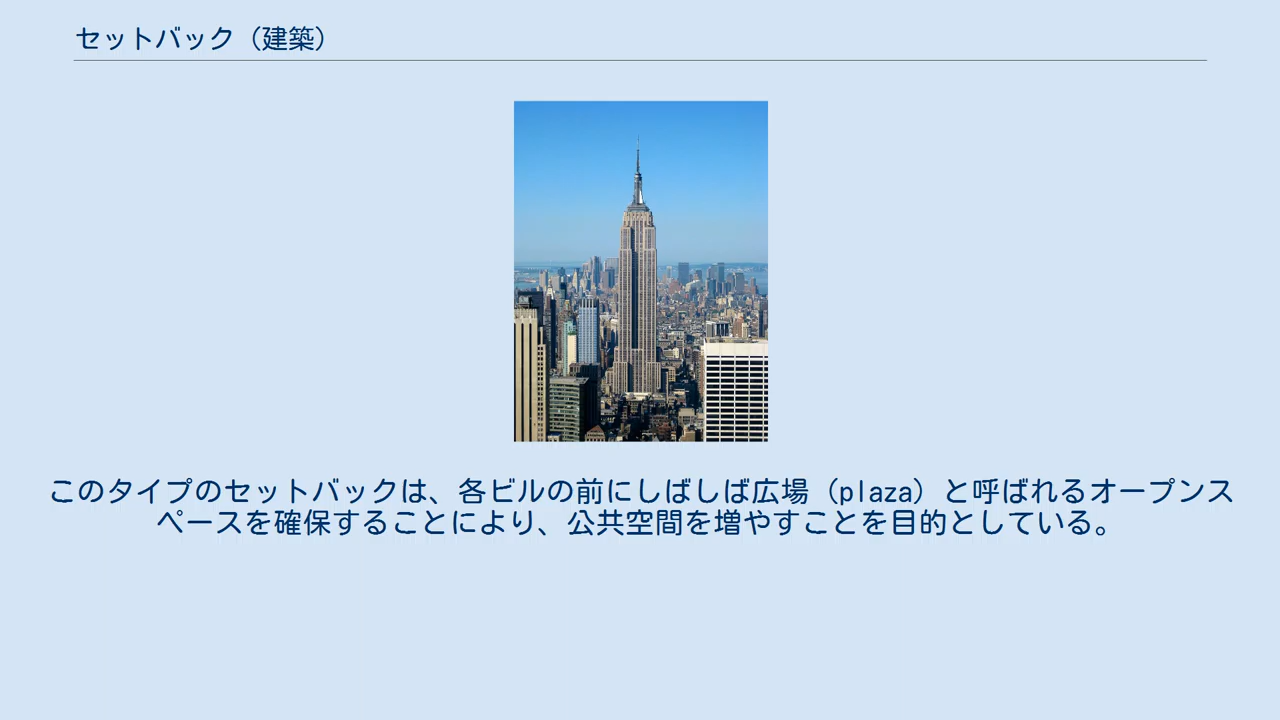 セットバック（建築）
このタイプのセットバックは、各ビルの前にしばしば広場（plaza）と呼ばれるオープンス
ペースを確保することにより、公共空間を増やすことを目的としている。